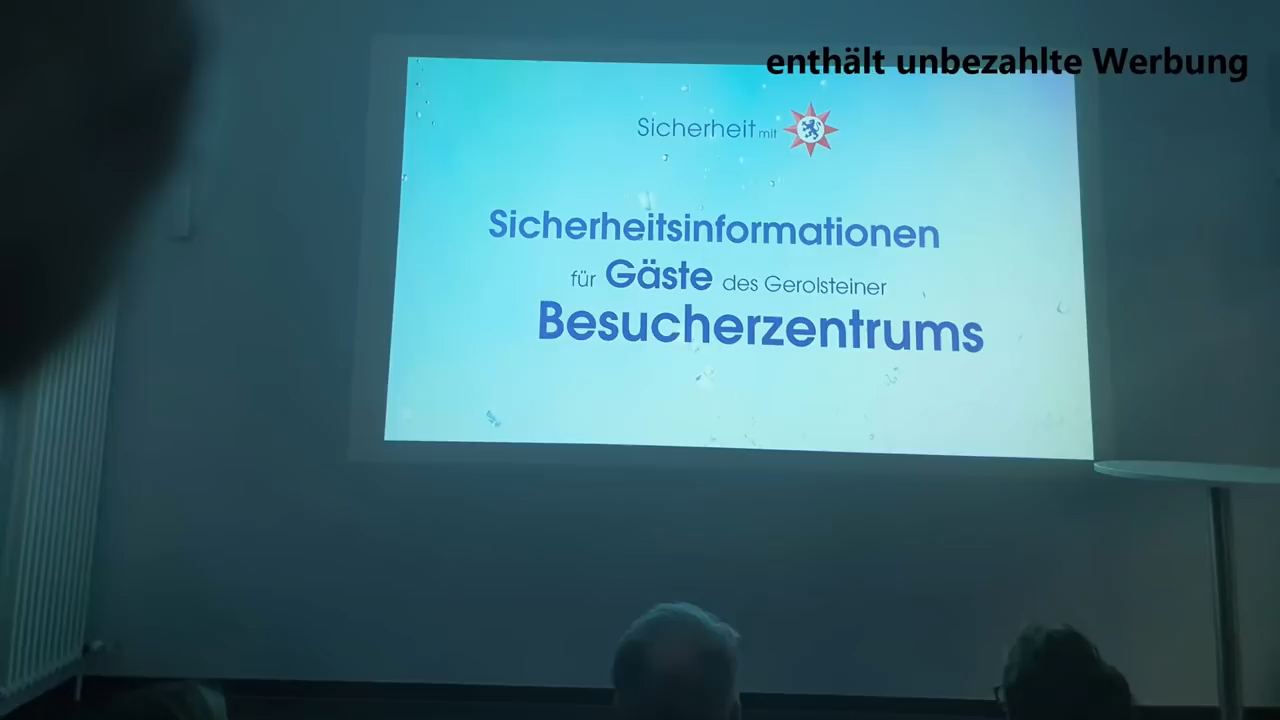 enthält unbezahlte Werbung
Sicherheit mit
Sicherheitsinformationen
für Gäste des Gerolsteiner
Besucherzentrums